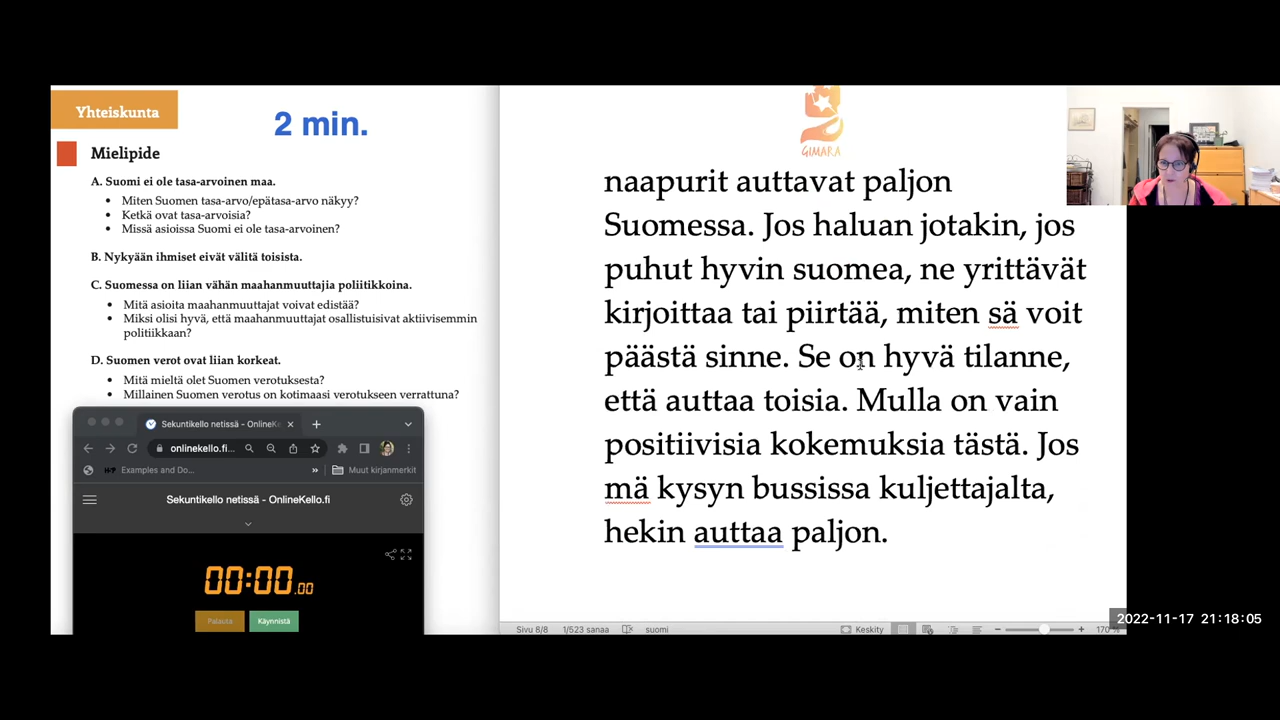 Yhteiskunta
2 min.
Mielipide
A. Suomi ei ole tasa-arvoinen maa.
• Miten Suomen tasa-arvo/epätasa-arvo näkyy?
• Ketkä ovat tasa-arvoisia?
• Missä asioissa Suomi ei ole tasa-arvoinen?
B. Nykyään ihmiset eivät välitä toisista.
C. Suomessa on liian vähän maahanmuuttajia poliitikkoina.
• Mitä asioita maahanmuuttajat voivat edistää?
• Miksi olisi hyvä, että maahanmuuttajat osallistuisivat aktiivisemmin
politiikkaan?
D. Suomen verot ovat liian korkeat.
• Mitä mieltä olet Suomen verotuksesta?
• Millainen Suomen verotus on kotimaasi verotukseen verrattuna?
Sekuntikello netissä - OnlineK
onlinekello.fi...
Examples and Do...
Muut kirjanmerkit
Sekuntikello netissä - OnlineKello.fi
00:00.00
Palauta
Käynnistä
GIMARA
naapurit auttavat paljon
Suomessa. Jos haluan jotakin, jos
puhut hyvin suomea, ne yrittävät
kirjoittaa tai piirtää, miten sä voit
päästä sinne. Se on hyvä tilanne,
että auttaa toisia. Mulla on vain
positiivisia kokemuksia tästä. Jos
mä kysyn bussissa kuljettajalta,
hekin auttaa paljon.
Sivu 8/8
1/523 sanaa
suomi
Keskity
170 %
2022-11-17 21:18:05